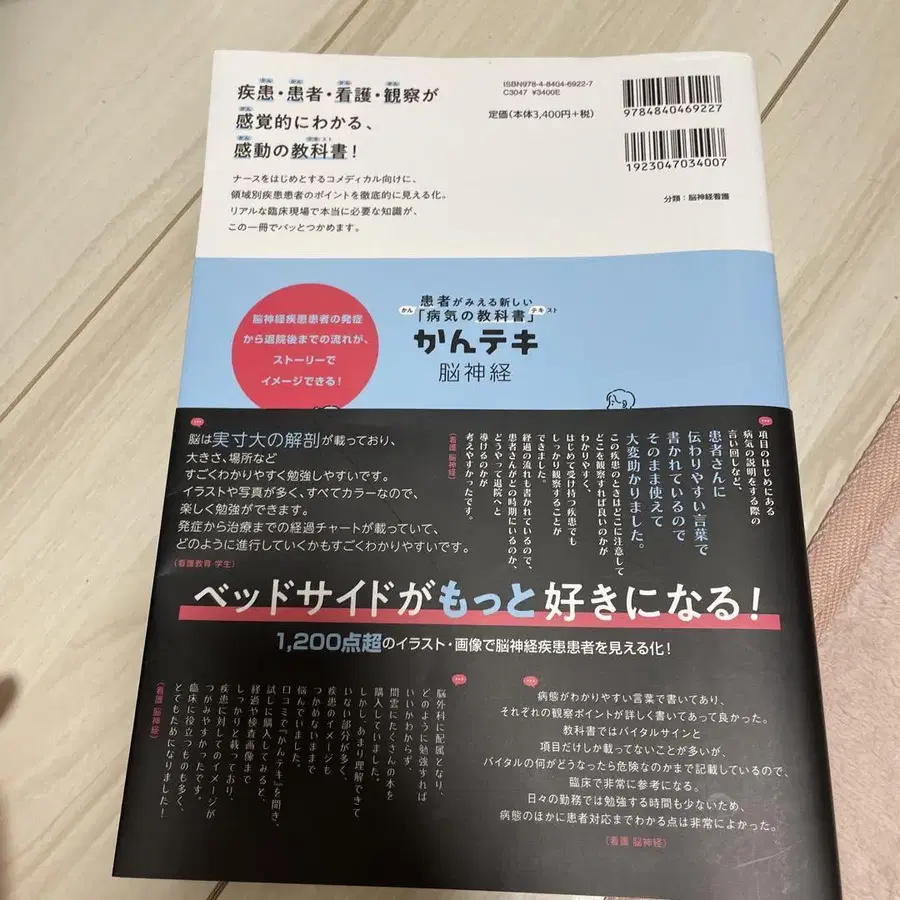 疾患・患者・看護・観察が
感覚的にわかる、
感動の教科書!
ナースをはじめとするコメディカル向けに、
領域別疾患患者のポイントを徹底的に見える化。
リアルな臨床現場で本当に必要な知識が、
この一冊でパッとつかめます。
ISBN978-4-8404-6922-7
C3047 ¥3400E
定価(本体3,400円+税)
9784840469227
1923047034007
分類:脳神経看護
脳神経疾患患者の発症
から退院後までの流れが、
ストーリーで
イメージできる!
患者がみえる新しい
「病気の教科書」
かん
テキスト
かんテキ
脳神経
脳は実寸大の解剖が載っており、
大きさ、場所など
すごくわかりやすく勉強しやすいです。
イラストや写真が多く、すべてカラーなので、
楽しく勉強ができます。
発症から治療までの経過チャートが載っていて、
どのように進行していくかもすごくわかりやすいです。
(看護教育 学生)
項目のはじめにある
病気の説明をする際の
言い回しなど、
患者さんに
伝わりやすい言葉で
書かれているので
そのまま使えて
大変助かりました。
この疾患のときはどこに注意して
どこを観察すれば良いのかが
わかりやすく、
はじめて受け持つ疾患でも
しっかり観察することが
できました。
経過の流れも書かれているので、
患者さんがどの時期にいるのか、
どうやって退院へと
導けるのかが
考えやすかったです。
(看護 脳神経)
ベッドサイドがもっと好きになる!
1,200点超のイラスト・画像で脳神経疾患患者を見える化!
脳外科に配属となり、
どのように勉強すれば
いいかわからず、
闇雲にたくさんの本を
購入していました。
しかし、あまり理解できて
いない部分が多く、
疾患のイメージも
つかめないままで
悩んでいました。
口コミで『かんテキ』を聞き、
試しに購入してみると、
経過や検査画像まで
しっかりと載っており、
疾患に対してのイメージが
つかみやすかったです。
臨床に役立つものも多く、
とてもためになりました!
(看護 脳神経)
病態がわかりやすい言葉で書いてあり、
それぞれの観察ポイントが詳しく書いてあって良かった。
教科書ではバイタルサインと
項目だけしか載ってないことが多いが、
バイタルの何がどうなったら危険なのかまで記載しているので、
臨床で非常に参考になる。
日々の勤務では勉強する時間も少ないため、
病態のほかに患者対応までわかる点は非常によかった。
(看護 脳神経)